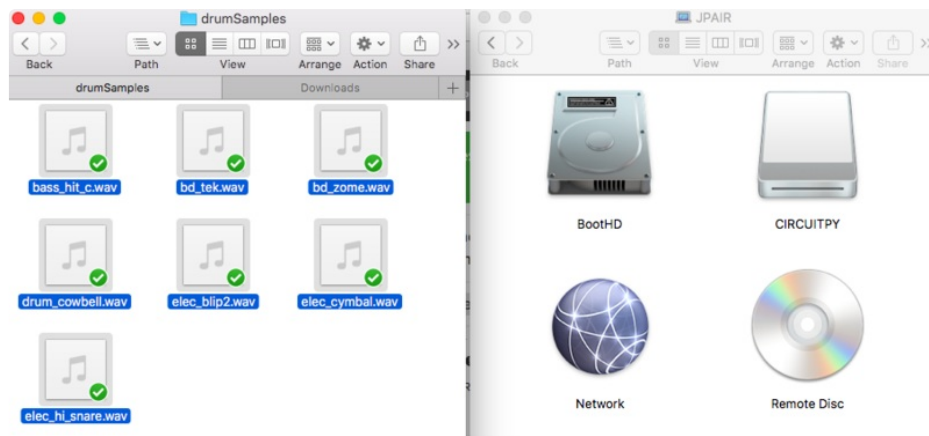 drumSamples
Back Path View Arrange Action Share
drumSamples Downloads
bass_hit_c.wav bd_tek.wav bd_zome.wav
drum_cowbell.wav elec_blip2.wav elec_cymbal.wav
elec_hi_snare.wav
JPAIR
Back Path View Arrange Action Share
BootHD CIRCUITPY
Network Remote Disc